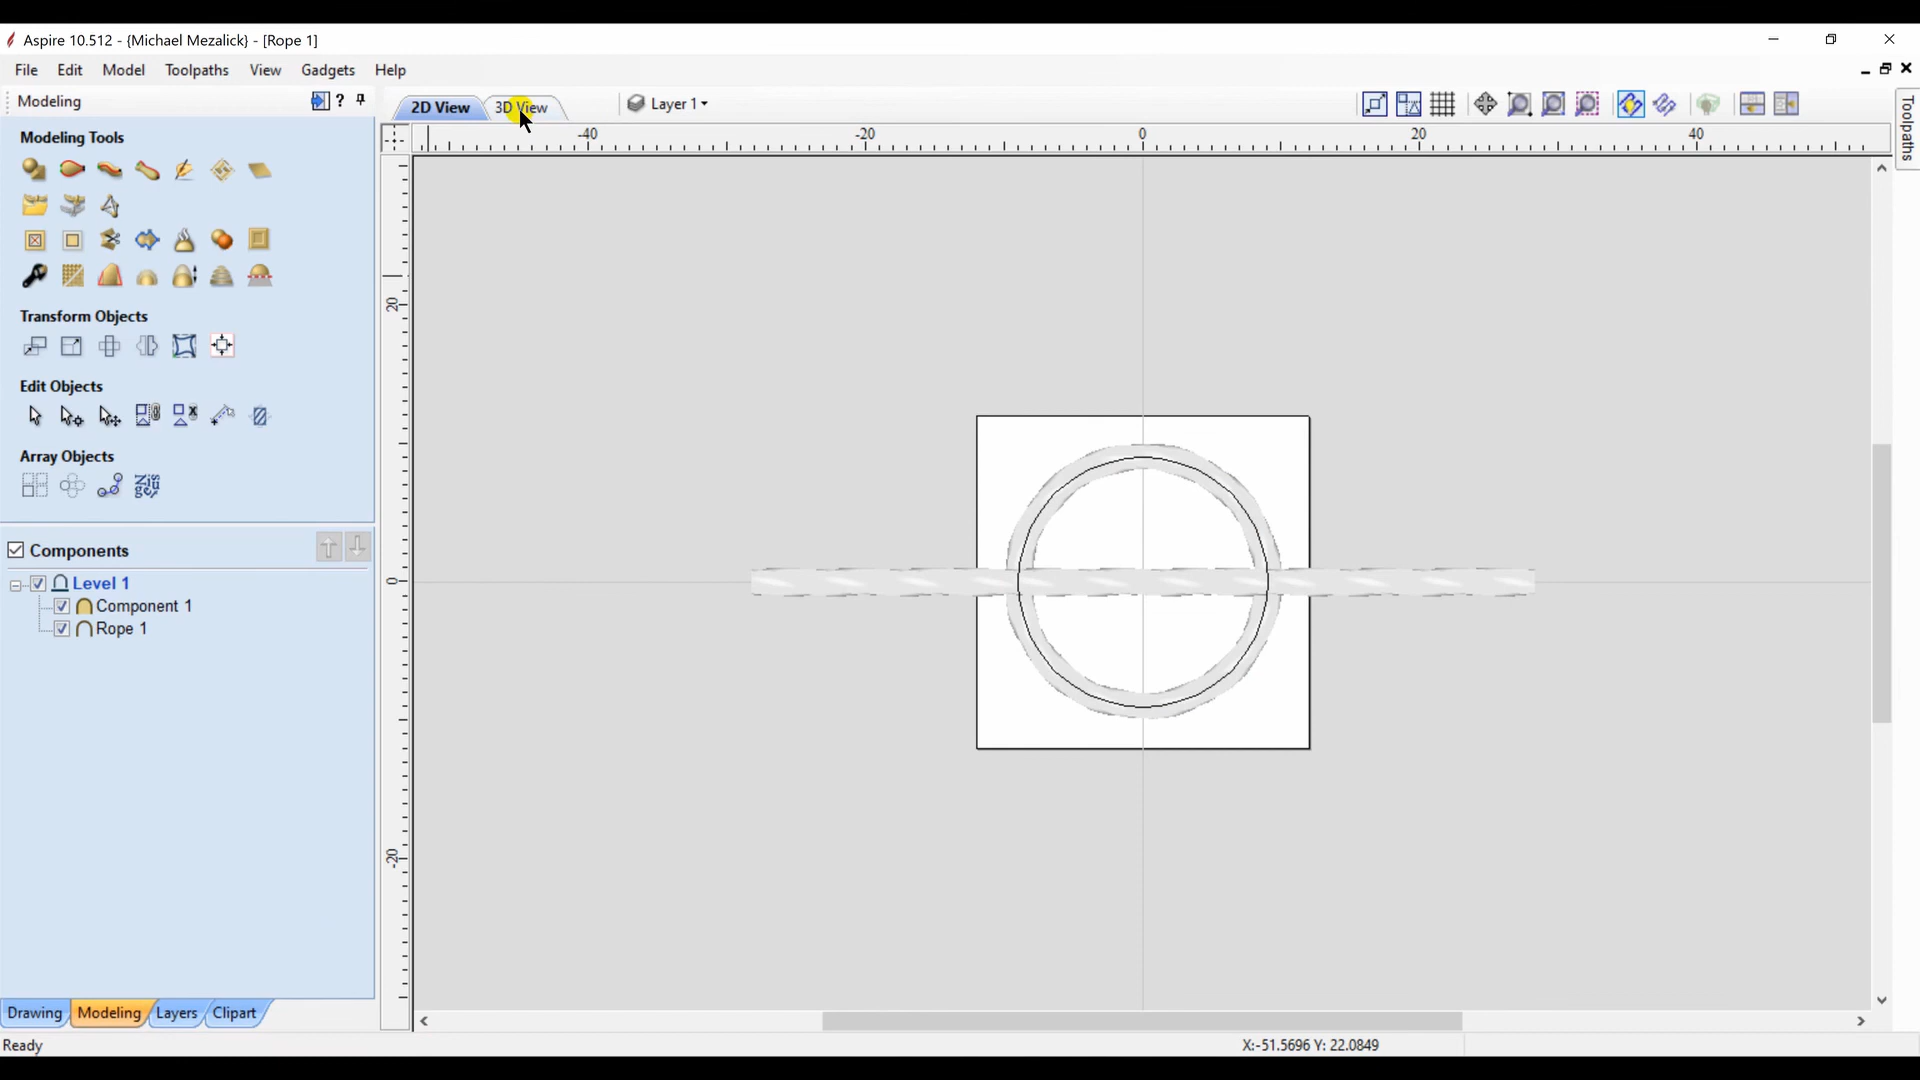 Aspire 10.512 - {Michael Mezalick} - [Rope 1]
File Edit Model Toolpaths View Gadgets Help
Modeling
2D View 3D View Layer 1
Toolpaths
Modeling Tools
-40 -20 0 20 40
20
0
-20
Transform Objects
Edit Objects
Array Objects
Components
Level 1
Component 1
Rope 1
Drawing Modeling Layers Clipart
Ready
X:-51.5696 Y: 22.0849